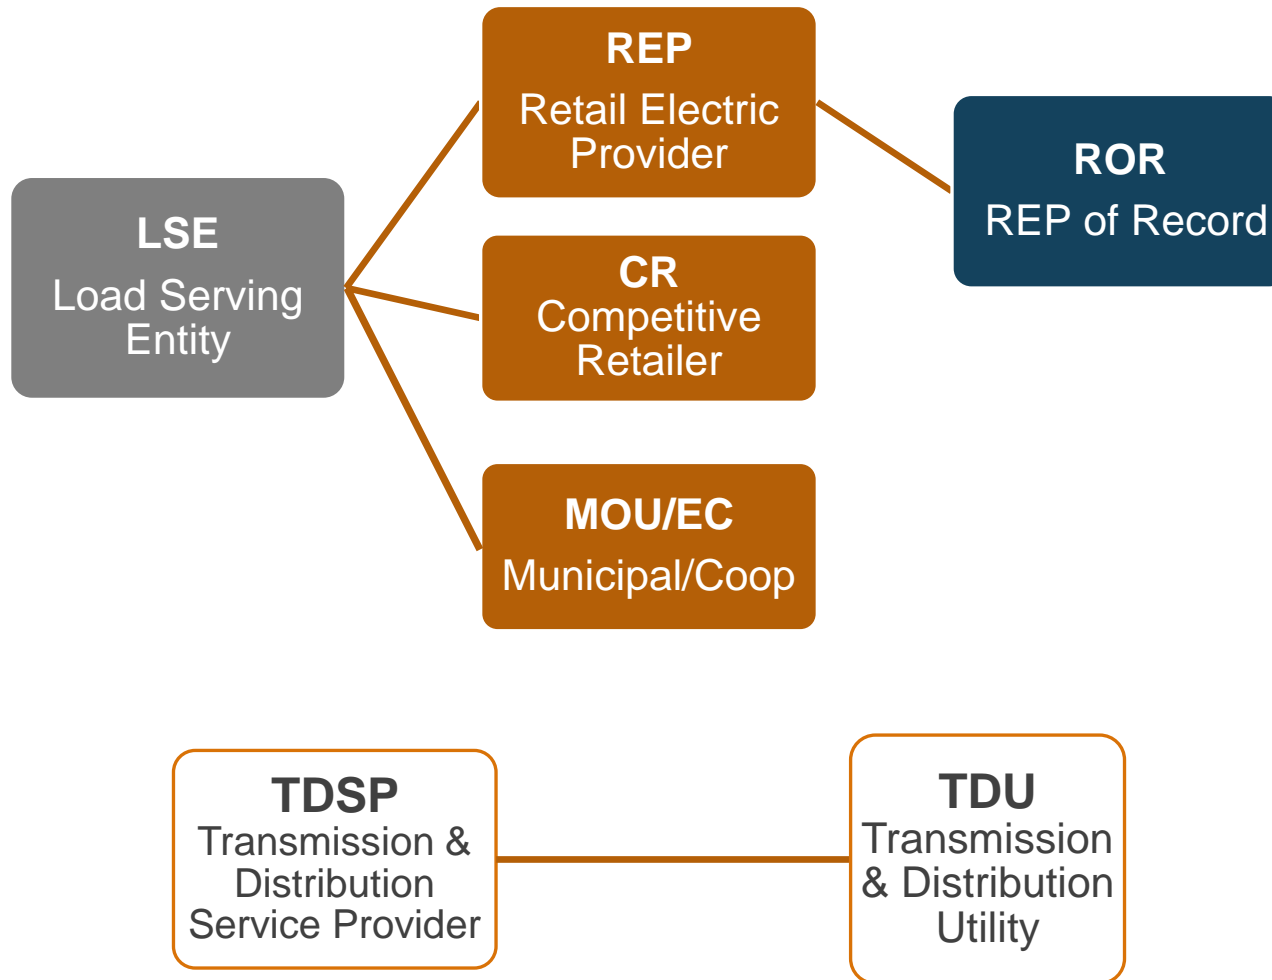 LSE
Load Serving
Entity
REP
Retail Electric
Provider
CR
Competitive
Retailer
MOU/EC
Municipal/Coop
ROR
REP of Record
TDSP
Transmission &
Distribution
Service Provider
TDU
Transmission
& Distribution
Utility